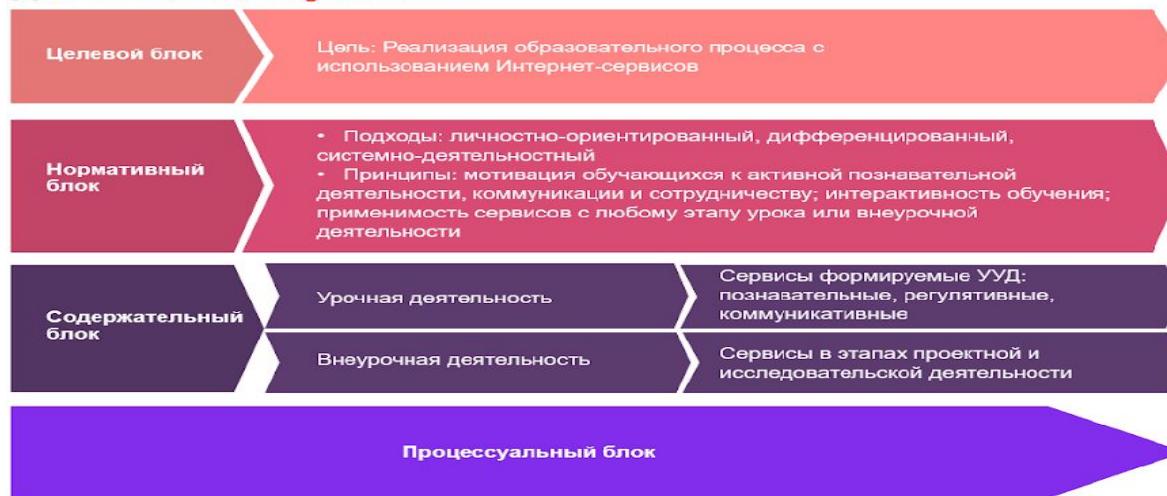 Целевой блок
Цель: Реализация образовательного процесса с
использованием Интернет-сервисов
Нормативный
блок
• Подходы: личностно-ориентированный, дифференцированный,
системно-деятельностный
• Принципы: мотивация обучающихся к активной познавательной
деятельности, коммуникации и сотрудничеству; интерактивность обучения;
применимость сервисов с любому этапу урока или внеурочной
деятельности
Содержательный
блок
Урочная деятельность
Сервисы формируемые УУД:
познавательные, регулятивные,
коммуникативные
Внеурочная деятельность
Сервисы в этапах проектной и
исследовательской деятельности
Процессуальный блок